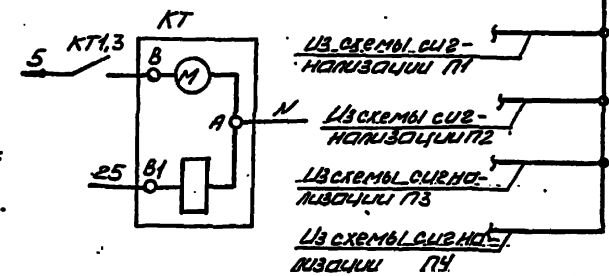 КТ
5
КТ1,3
В
М
А
N
25
В1
Из схемы сиг-
нализации П1
Из схемы сиг-
нализации П2
Из схемы сигна-
лизации П3
Из схемы сигна-
лизации П4